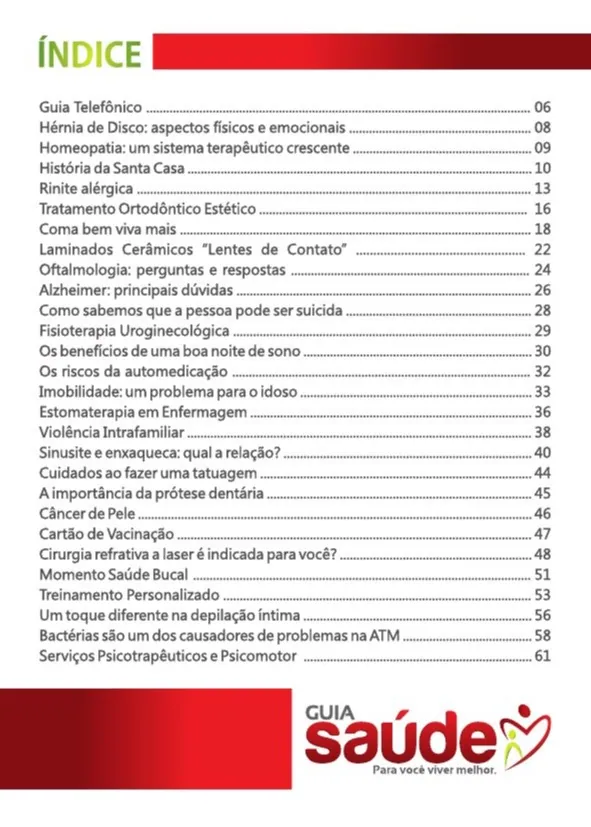 ÍNDICE
Guia Telefônico ........ 06
Hérnia de Disco: aspectos físicos e emocionais ........ 08
Homeopatia: um sistema terapêutico crescente ........ 09
História da Santa Casa ........ 10
Rinite alérgica ........ 13
Tratamento Ortodôntico Estético ........ 16
Coma bem viva mais ........ 18
Laminados Cerâmicos "Lentes de Contato" ........ 22
Oftalmologia: perguntas e respostas ........ 24
Alzheimer: principais dúvidas ........ 26
Como sabemos que a pessoa pode ser suicida ........ 28
Fisioterapia Uroginecológica ........ 29
Os benefícios de uma boa noite de sono ........ 30
Os riscos da automedicação ........ 32
Imobilidade: um problema para o idoso ........ 33
Estomaterapia em Enfermagem ........ 36
Violência Intrafamiliar ........ 38
Sinusite e enxaqueca: qual a relação? ........ 40
Cuidados ao fazer uma tatuagem ........ 44
A importância da prótese dentária ........ 45
Câncer de Pele ........ 46
Cartão de Vacinação ........ 47
Cirurgia refrativa a laser é indicada para você? ........ 48
Momento Saúde Bucal ........ 51
Treinamento Personalizado ........ 53
Um toque diferente na depilação íntima ........ 56
Bactérias são um dos causadores de problemas na ATM ........ 58
Serviços Psicotrapêuticos e Psicomotor ........ 61
GUIA
saúde
Para você viver melhor.